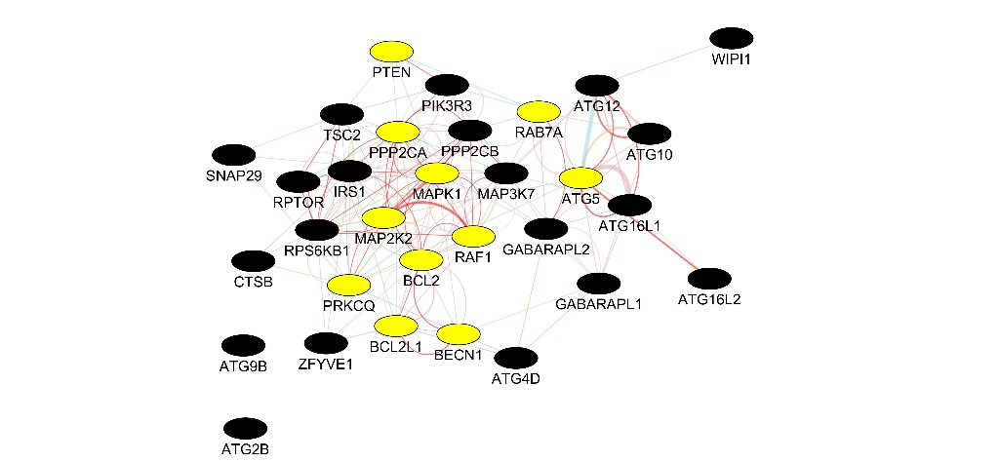 WIPI1
PTEN
PIK3R3
ATG12
TSC2
RAB7A
PPP2CA
PPP2CB
ATG10
SNAP29
IRS1
MAPK1
MAP3K7
RPTOR
ATG5
ATG16L1
MAP2K2
RPS6KB1
RAF1
GABARAPL2
CTSB
BCL2
PRKCQ
GABARAPL1
ATG16L2
BCL2L1
BECN1
ATG9B
ZFYVE1
ATG4D
ATG2B